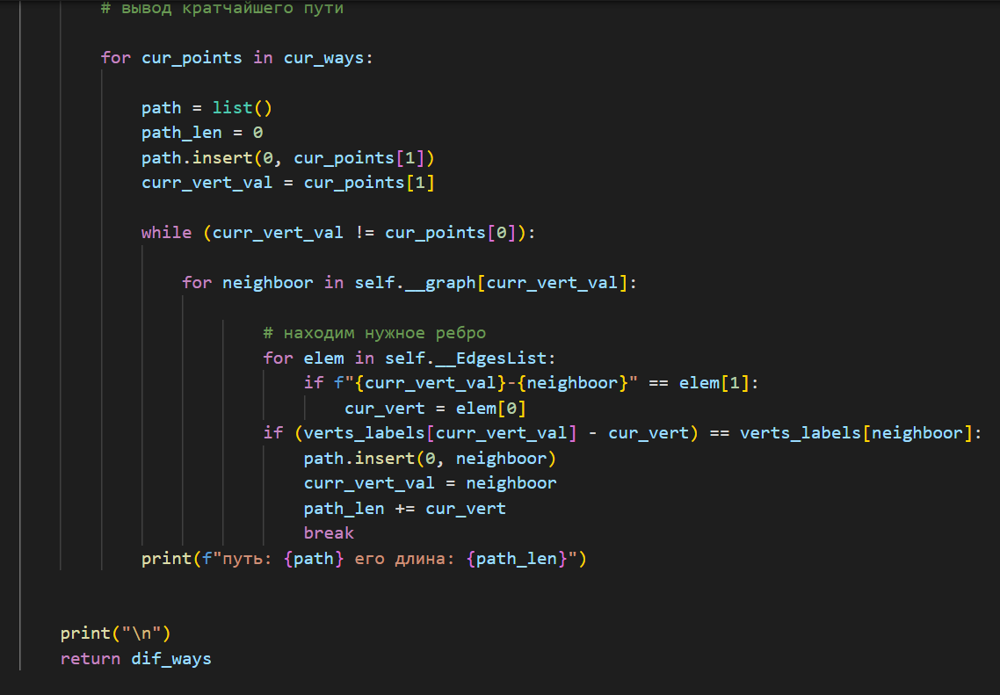 # вывод кратчайшего пути
for cur_points in cur_ways:
path = list()
path_len = 0
path.insert(0, cur_points[1])
curr_vert_val = cur_points[1]
while (curr_vert_val != cur_points[0]):
for neighboor in self.__graph[curr_vert_val]:
# находим нужное ребро
for elem in self.__EdgesList:
if f"{curr_vert_val}-{neighboor}" == elem[1]:
cur_vert = elem[0]
if (verts_labels[curr_vert_val] - cur_vert) == verts_labels[neighboor]:
path.insert(0, neighboor)
curr_vert_val = neighboor
path_len += cur_vert
break
print(f"путь: {path} его длина: {path_len}")
print("\n")
return dif_ways